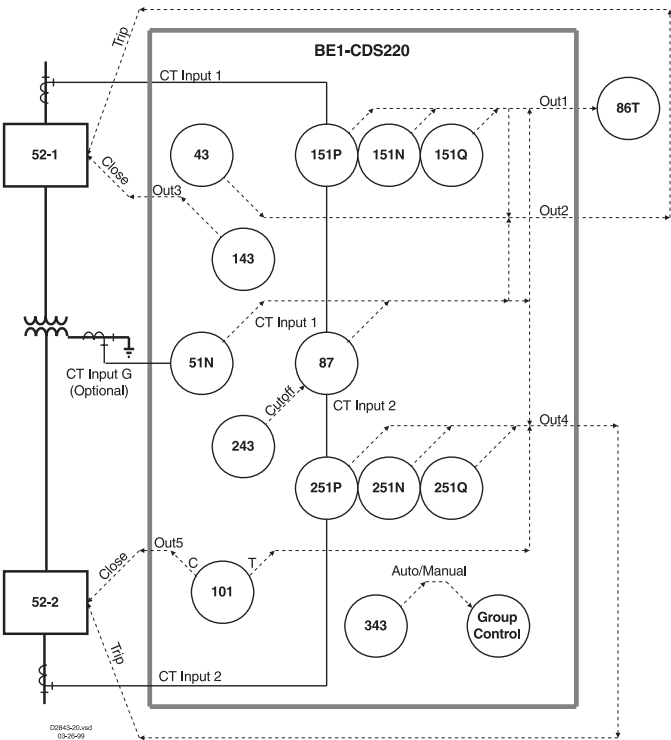 Trip
BE1-CDS220
CT Input 1
Out1
86T
52-1
43
151P
151N
151Q
Close
Out3
Out2
143
CT Input 1
51N
87
CT Input G
(Optional)
Cutoff
CT Input 2
243
Out4
251P
251N
251Q
Out5
C
T
Close
101
Auto/Manual
52-2
343
Group
Control
Trip
CT Input 2
D2843-20.vsd
03-26-99